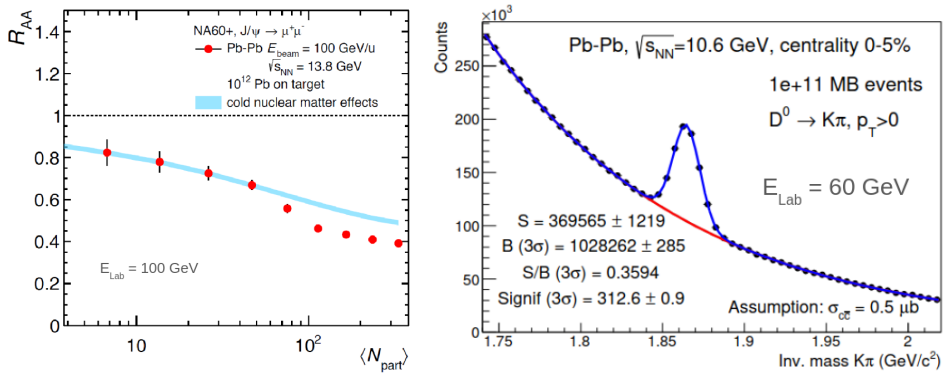 R_AA
1.4
1.2
1
0.8
0.6
0.4
0.2
0
NA60+, J/ψ → μ⁺μ⁻
Pb-Pb E_beam = 100 GeV/u
√s_NN = 13.8 GeV
10¹² Pb on target
cold nuclear matter effects
E_Lab = 100 GeV
10
10²
⟨N_part⟩
×10³
Counts
250
200
150
100
50
0
Pb-Pb, √s_NN=10.6 GeV, centrality 0-5%
1e+11 MB events
D⁰ → Kπ, p_T>0
E_Lab = 60 GeV
S = 369565 ± 1219
B (3σ) = 1028262 ± 285
S/B (3σ) = 0.3594
Signif (3σ) = 312.6 ± 0.9
Assumption: σ_cc̅ = 0.5 μb
1.75
1.8
1.85
1.9
1.95
2
Inv. mass Kπ (GeV/c²)